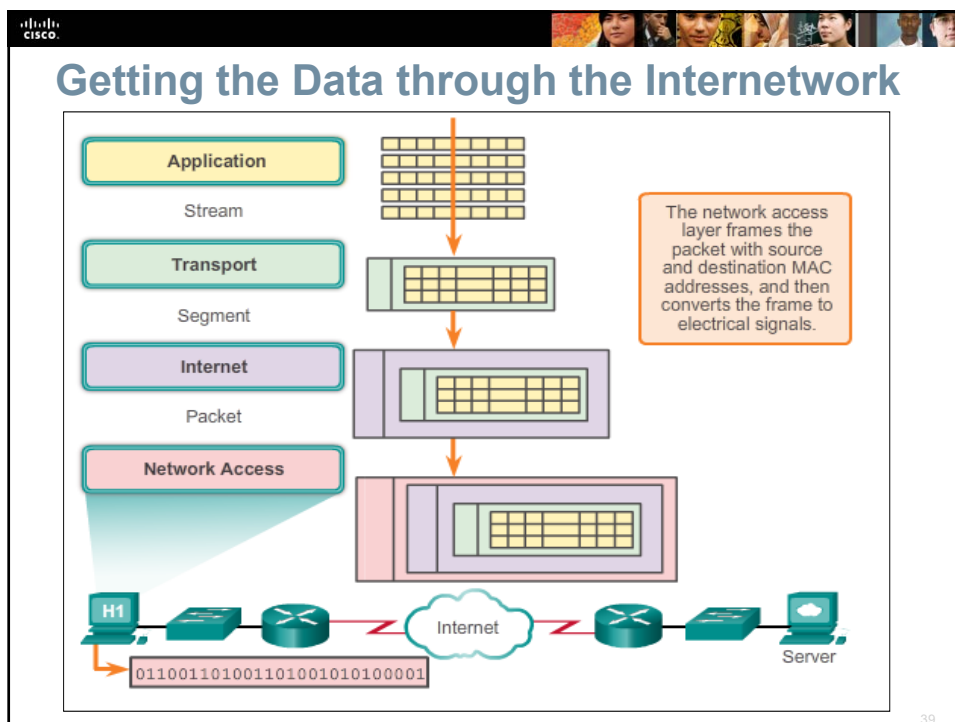 CISCO.
Getting the Data through the Internetwork
Application
Stream
Transport
Segment
Internet
Packet
Network Access
The network access
layer frames the
packet with source
and destination MAC
addresses, and then
converts the frame to
electrical signals.
H1
Internet
Server
011001101001101001010100001
39